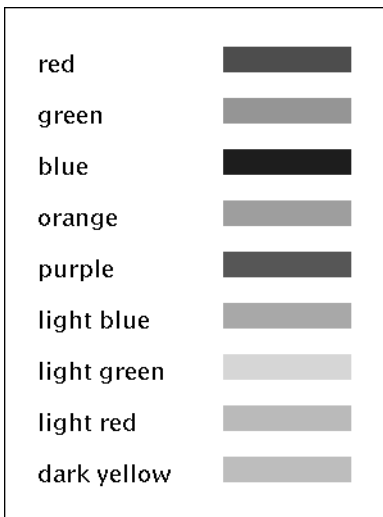 red
green
blue
orange
purple
light blue
light green
light red
dark yellow